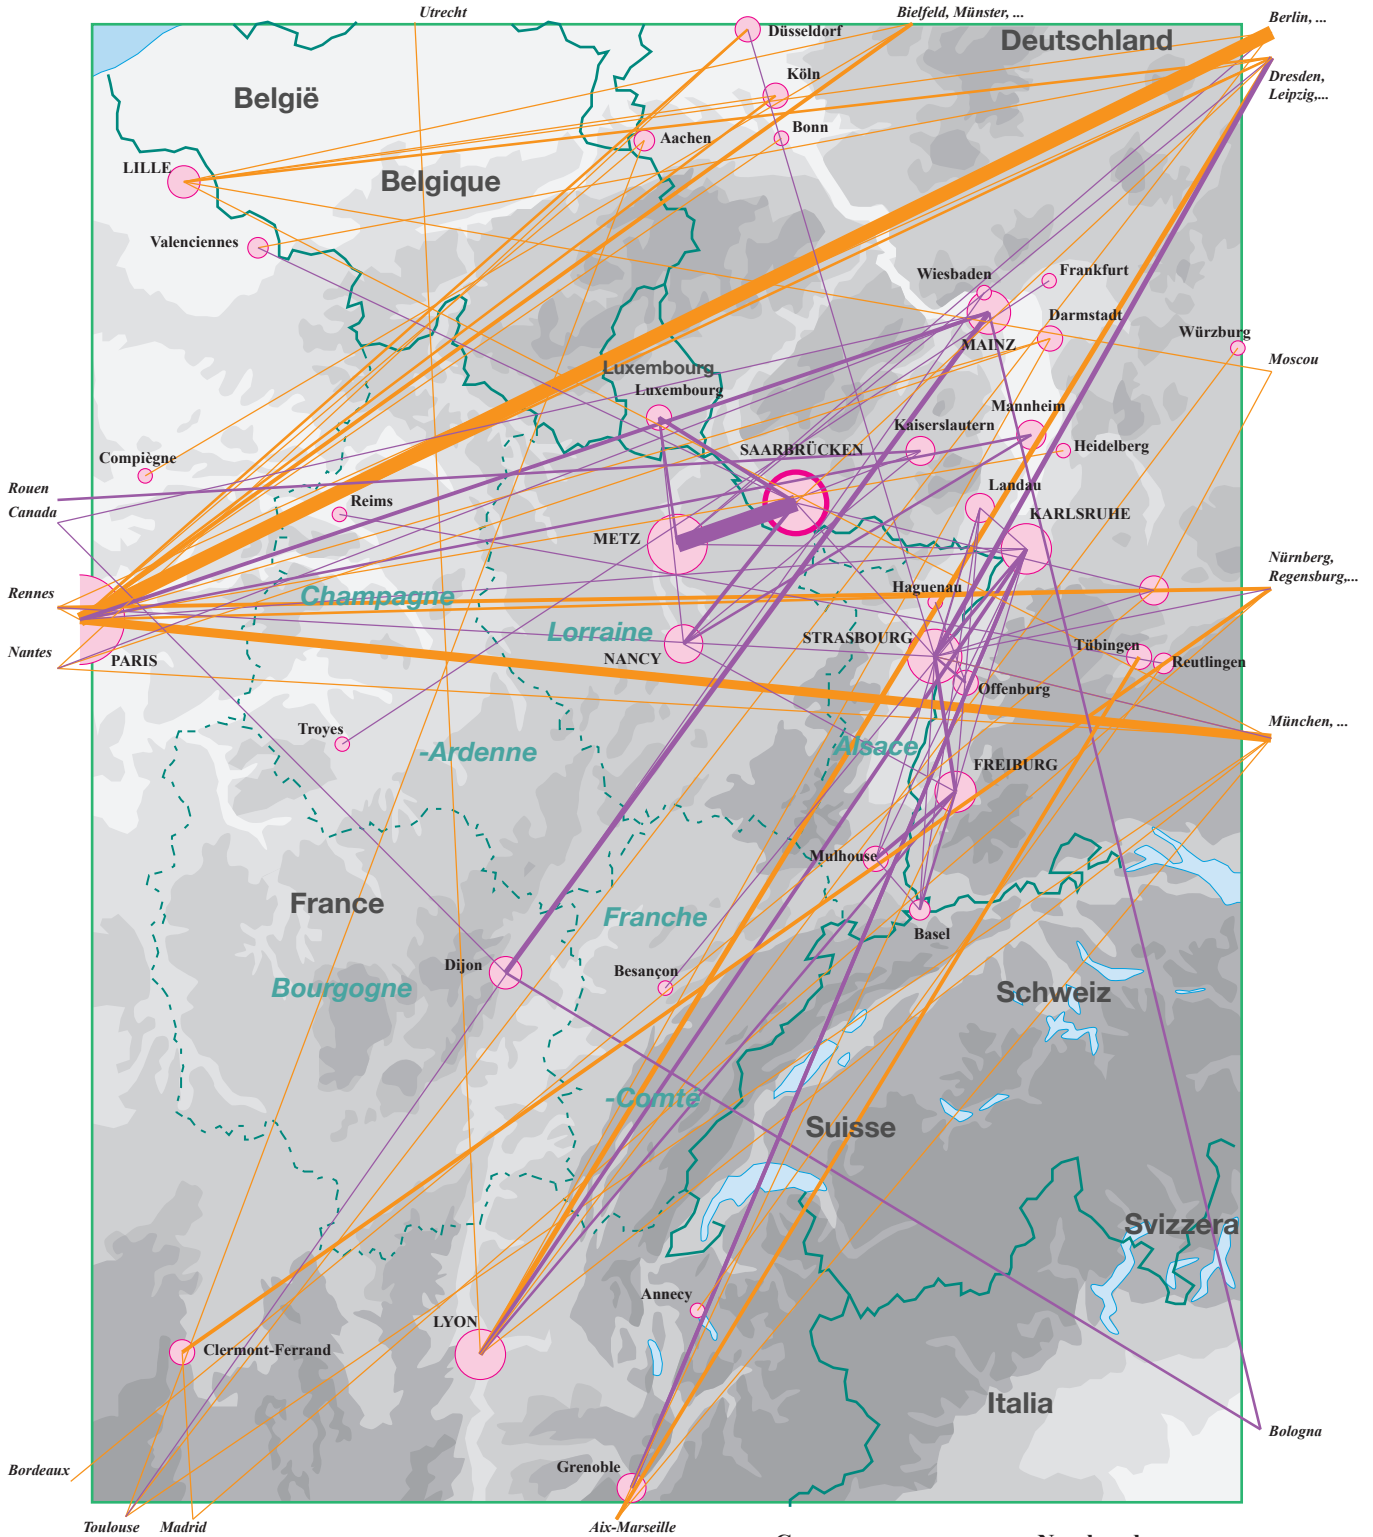 Utrecht
Bielfeld, Münster, ...
Berlin, ...
Düsseldorf
Deutschland
Köln
Dresden,
Leipzig,...
België
Bonn
Aachen
LILLE
Belgique
Valenciennes
Wiesbaden
Frankfurt
Darmstadt
MAINZ
Würzburg
Moscou
Luxembourg
Luxembourg
Mannheim
Kaiserslautern
SAARBRÜCKEN
Heidelberg
Compiègne
Rouen
Reims
Landau
Canada
KARLSRUHE
METZ
Nürnberg,
Regensburg,...
Rennes
Champagne
Haguenau
Lorraine
STRASBOURG
Nantes
PARIS
NANCY
Tübingen
Reutlingen
Offenburg
Troyes
München, ...
-Ardenne
Alsace
FREIBURG
Mulhouse
France
Franche
Basel
Dijon
Besançon
Bourgogne
Schweiz
-Comté
Suisse
Svizzera
Annecy
LYON
Clermont-Ferrand
Italia
Bologna
Bordeaux
Grenoble
Toulouse
Madrid
Aix-Marseille